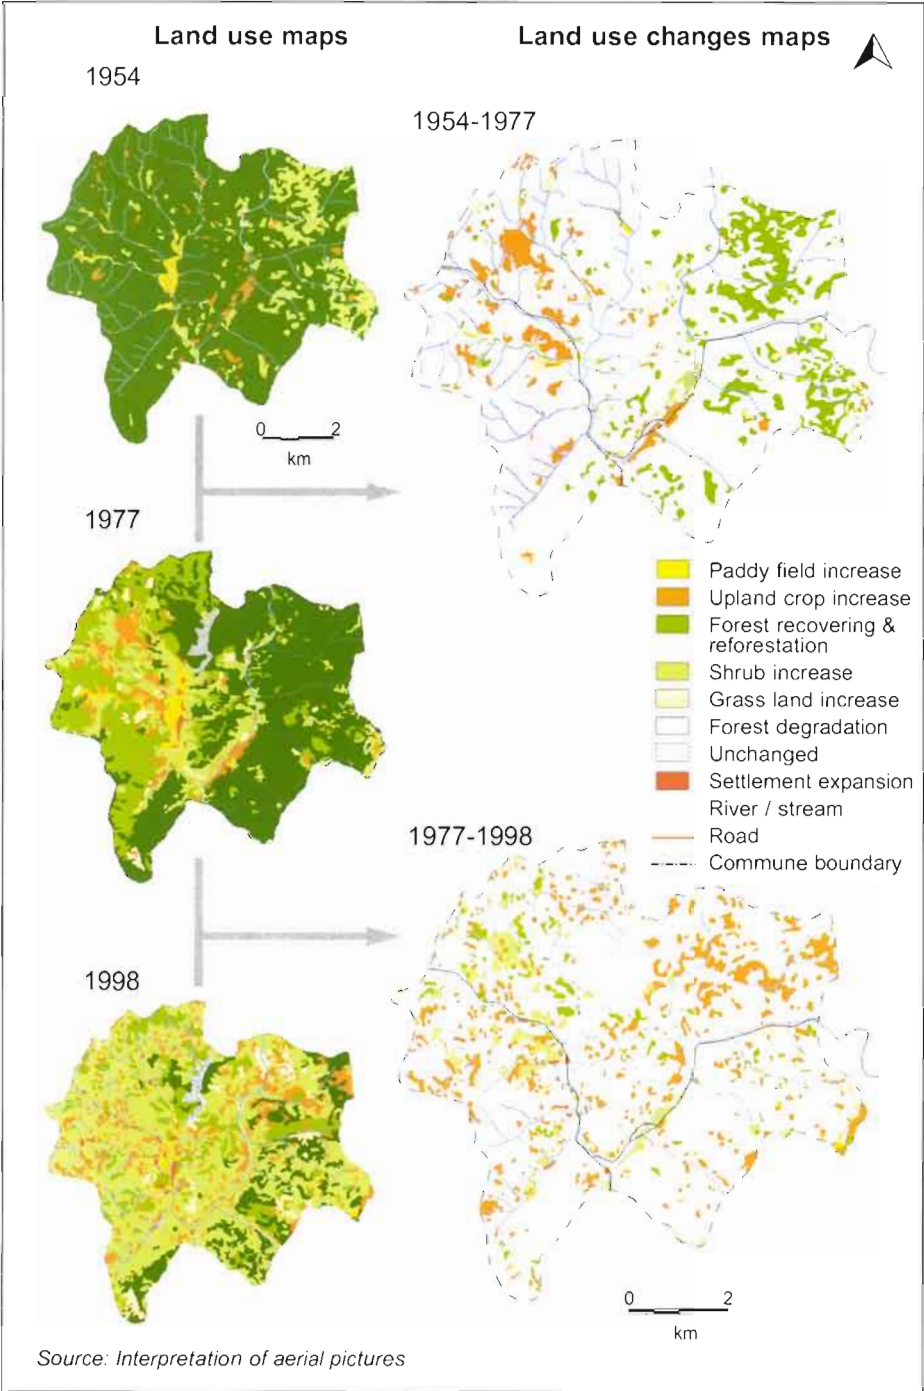 Land use maps
Land use changes maps
1954
1954-1977
0 2
km
1977
Paddy field increase
Upland crop increase
Forest recovering &
reforestation
Shrub increase
Grass land increase
Forest degradation
Unchanged
Settlement expansion
River / stream
Road
Commune boundary
1977-1998
1998
0 2
km
Source: Interpretation of aerial pictures